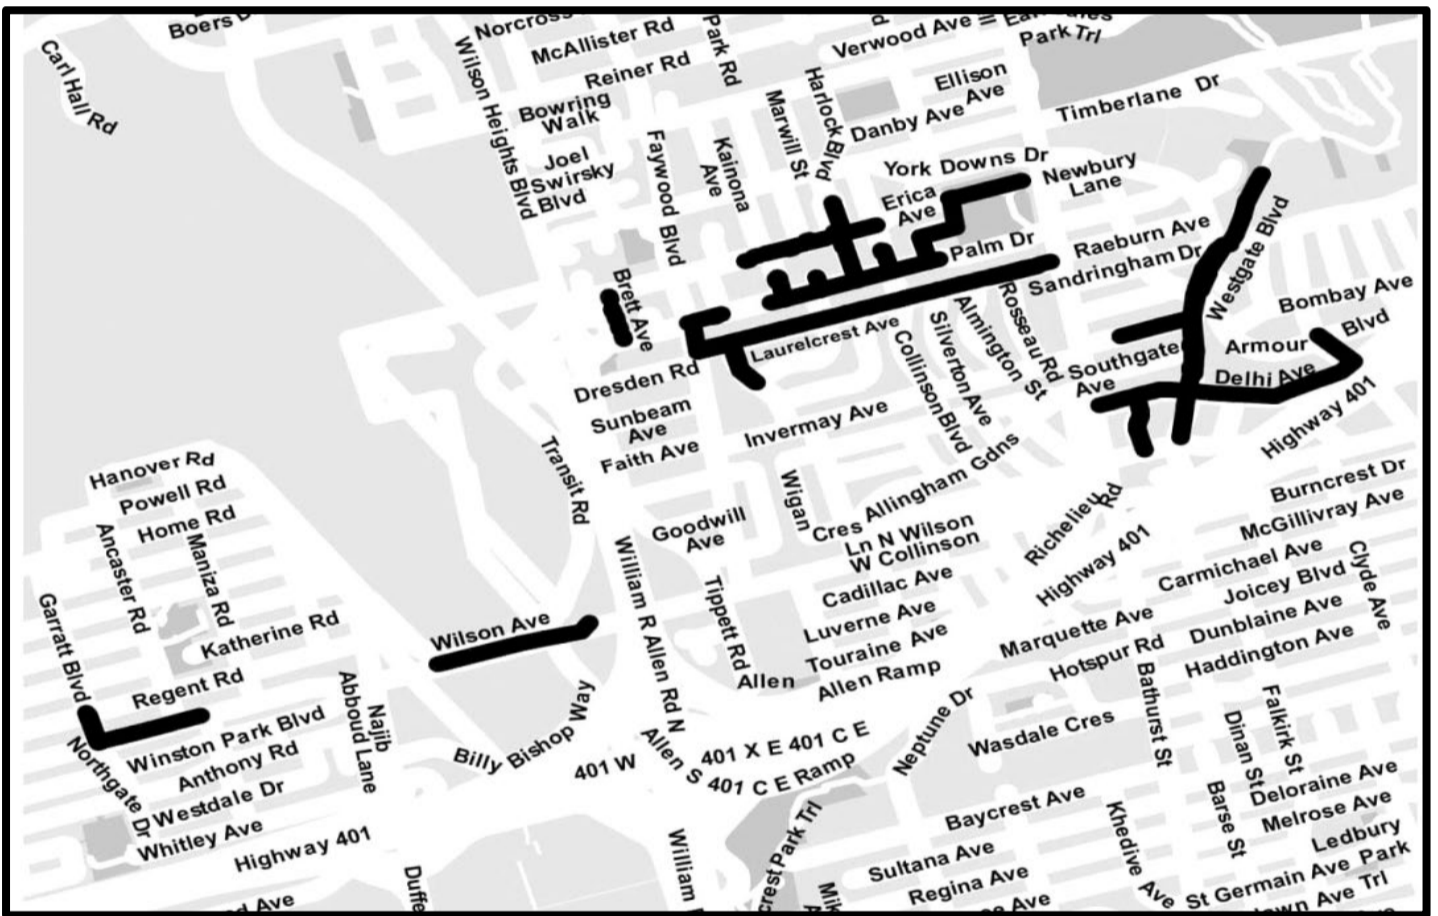 Boers
Norcross
McAllister Rd
Reiner Rd
Park Rd
Verwood Ave
Park Trl
Carl Hall Rd
Wilson Heights Blvd
Bowring
Walk
Joel
Swirsky
Blvd
Faywood Blvd
Kainona
Ave
Marwill St
Harlock Blvd
Ellison
Ave
Danby Ave
Timberlane Dr
York Downs Dr
Newbury
Lane
Erica
Ave
Palm Dr
Raeburn Ave
Sandringham Dr
Westgate Blvd
Bombay Ave
Brett Ave
Laurelcrest Ave
Collinson Blvd
Silverton Ave
Almington St
Rosseau Rd
Southgate
Ave
Armour
Blvd
Delhi Ave
Highway 401
Dresden Rd
Sunbeam
Ave
Faith Ave
Invermay Ave
Transit Rd
Wigan
Cres
Allingham Gdns
Hanover Rd
Powell Rd
Home Rd
Ancaster Rd
Maniza Rd
Goodwill
Ave
Ln N Wilson
W Collinson
Richelieu Rd
Highway 401
Burncrest Dr
McGillivray Ave
Carmichael Ave
Joicey Blvd
Clyde Ave
Cadillac Ave
Luverne Ave
Touraine Ave
Allen Ramp
Allen
Tippett Rd
William R Allen Rd N
Garratt Blvd
Katherine Rd
Wilson Ave
Marquette Ave
Dunblaine Ave
Hotspur Rd
Haddington Ave
Regent Rd
Winston Park Blvd
Anthony Rd
Abboud Lane
Najib
Northgate Dr
Westdale Dr
Whitley Ave
Highway 401
Billy Bishop Way
401 W
Allen S
401 X E 401 C E
401 C E Ramp
Neptune Dr
Wasdale Cres
Bathurst St
Falkirk St
Dinan St
Barse St
Deloraine Ave
Melrose Ave
Ledbury
Park
Trl
Baycrest Ave
Sultana Ave
Regina Ave
Khedive Ave
St Germain Ave
Ave
Ave
Ave
William
crest Park Trl
Duffe
Mik